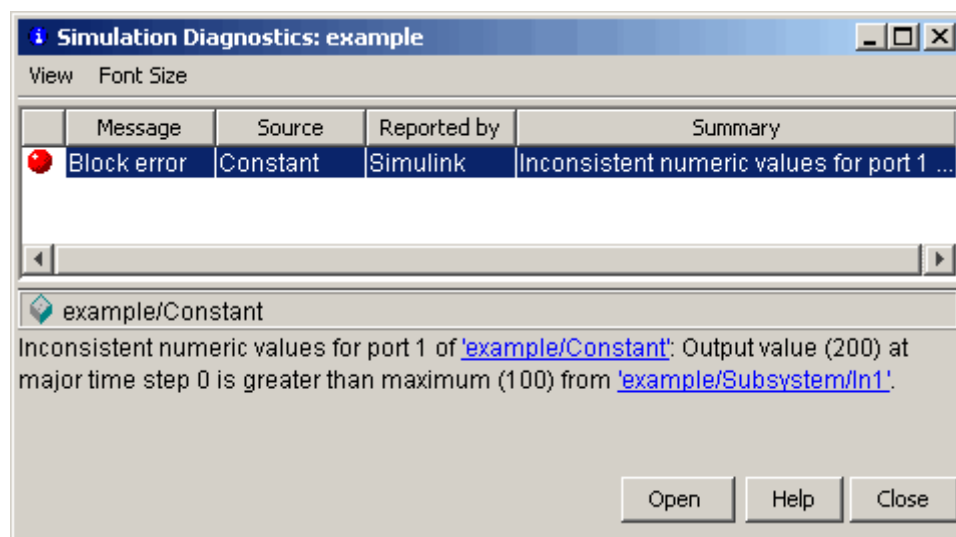 Simulation Diagnostics: example
View Font Size
Message Source Reported by Summary
Block error Constant Simulink Inconsistent numeric values for port 1 ...
example/Constant
Inconsistent numeric values for port 1 of 'example/Constant': Output value (200) at
major time step 0 is greater than maximum (100) from 'example/Subsystem/In1'.
Open Help Close